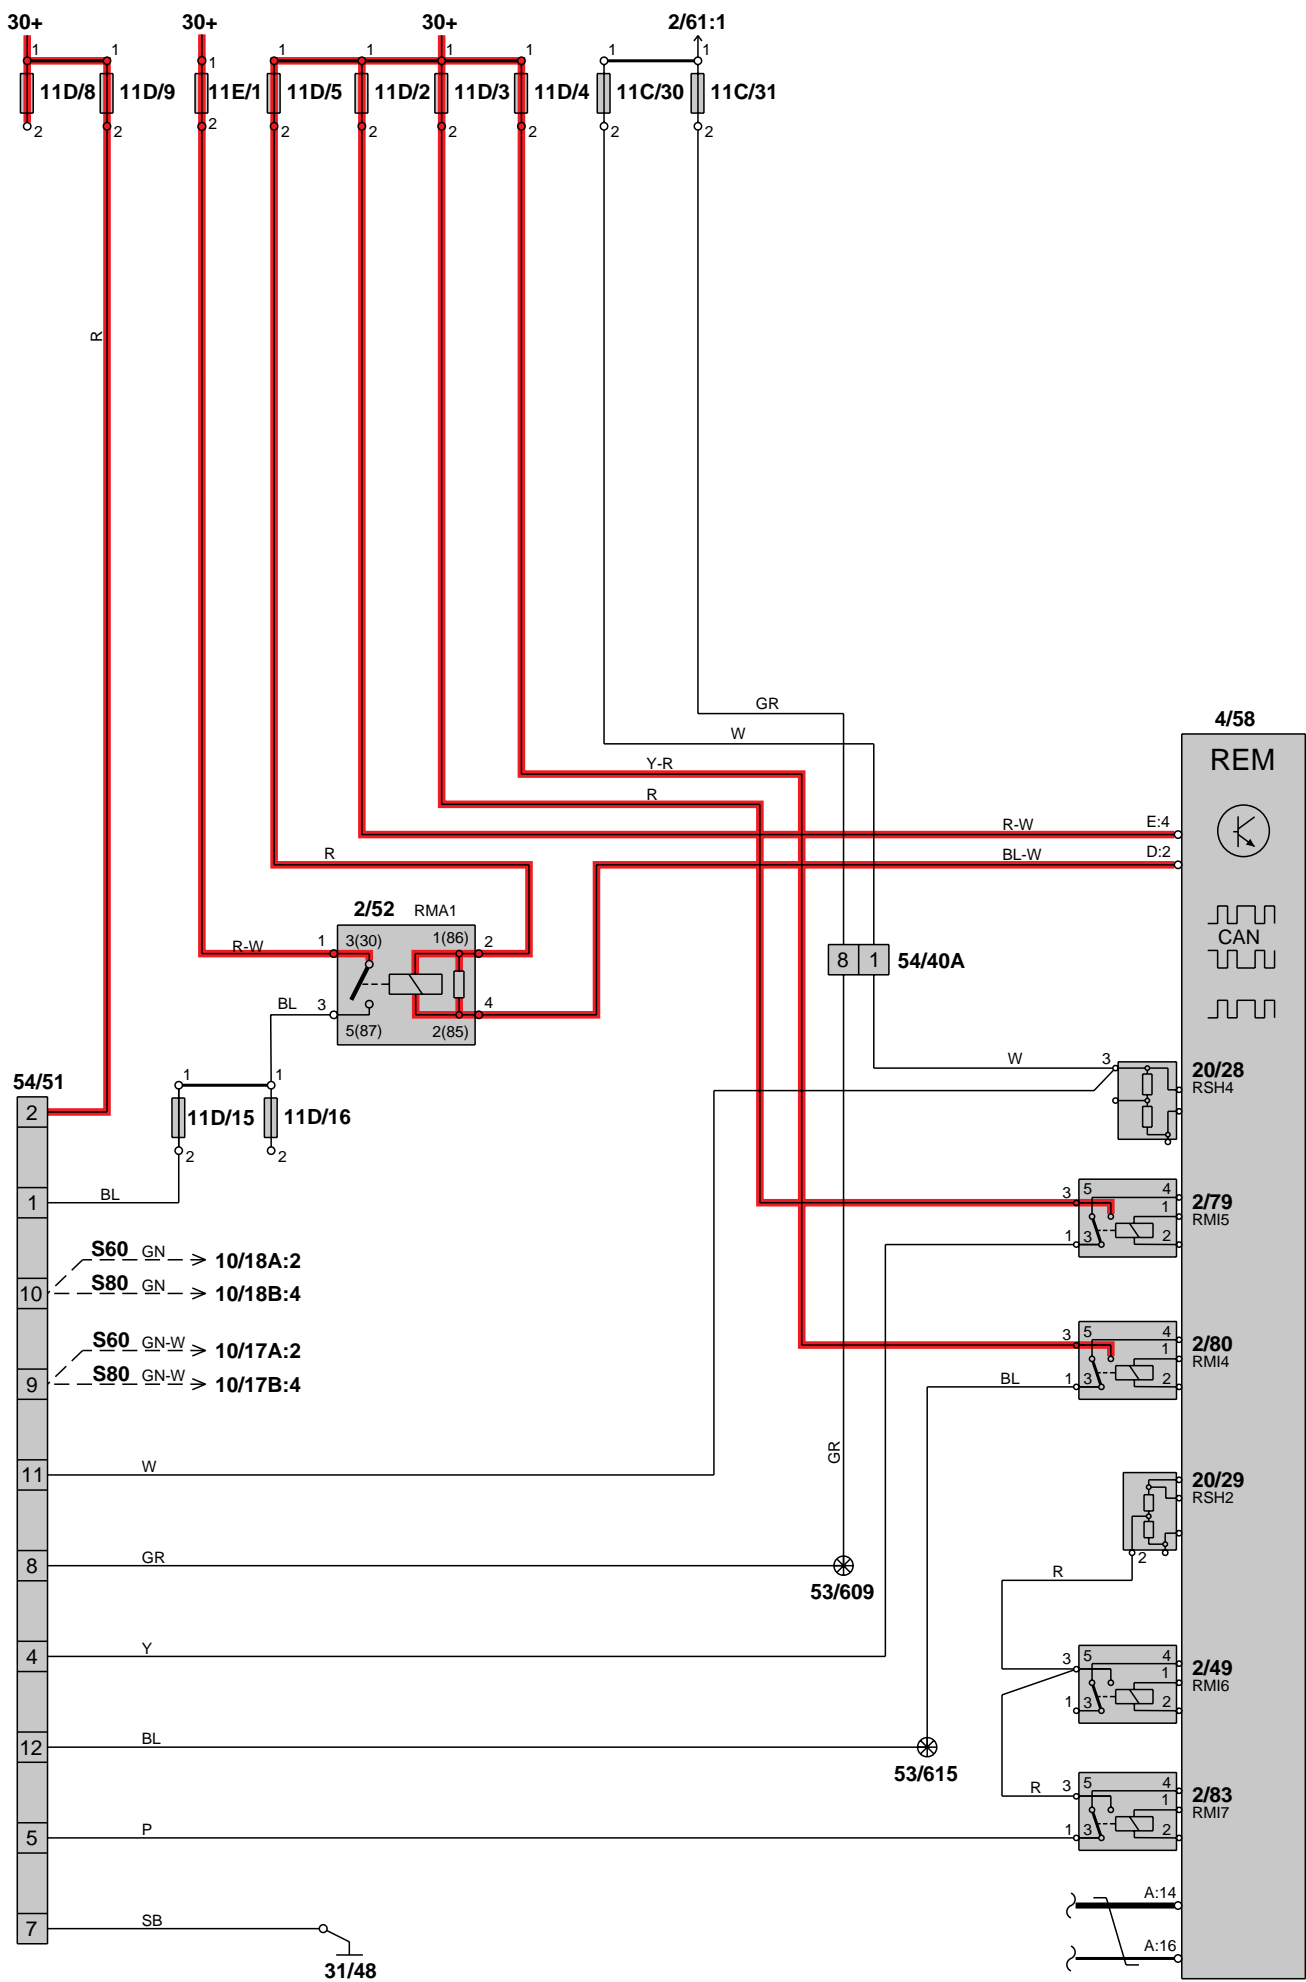 30+ 30+ 30+ 2/61:1
1 1 1 1 1 1 1 1 1
11D/8 11D/9 11E/1 11D/5 11D/2 11D/3 11D/4 11C/30 11C/31
2 2 2 2 2 2 2 2 2
R
GR
4/58
W
REM
Y-R
R
R-W E:4
R BL-W D:2
2/52 RMA1
CAN
R-W 1 3(30) 1(86) 2
8 1 54/40A
BL 3 5(87) 2(85) 4
W 3 20/28
RSH4
54/51 1 1
2 11D/15 11D/16
2 2
1 BL
3 5 4 2/79
1 RMI5
1 3 2
S60 GN 10/18A:2
10 S80 GN 10/18B:4
S60 GN-W 10/17A:2
9 S80 GN-W 10/17B:4
3 5 4 2/80
1 RMI4
BL 1 3 2
GR
11 W
20/29
RSH2
2
8 GR
53/609
R
4 Y
3 5 4 2/49
1 RMI6
1 3 2
12 BL
53/615
R 3 5 4 2/83
1 RMI7
5 P 1 3 2
A:14
7 SB
A:16
31/48